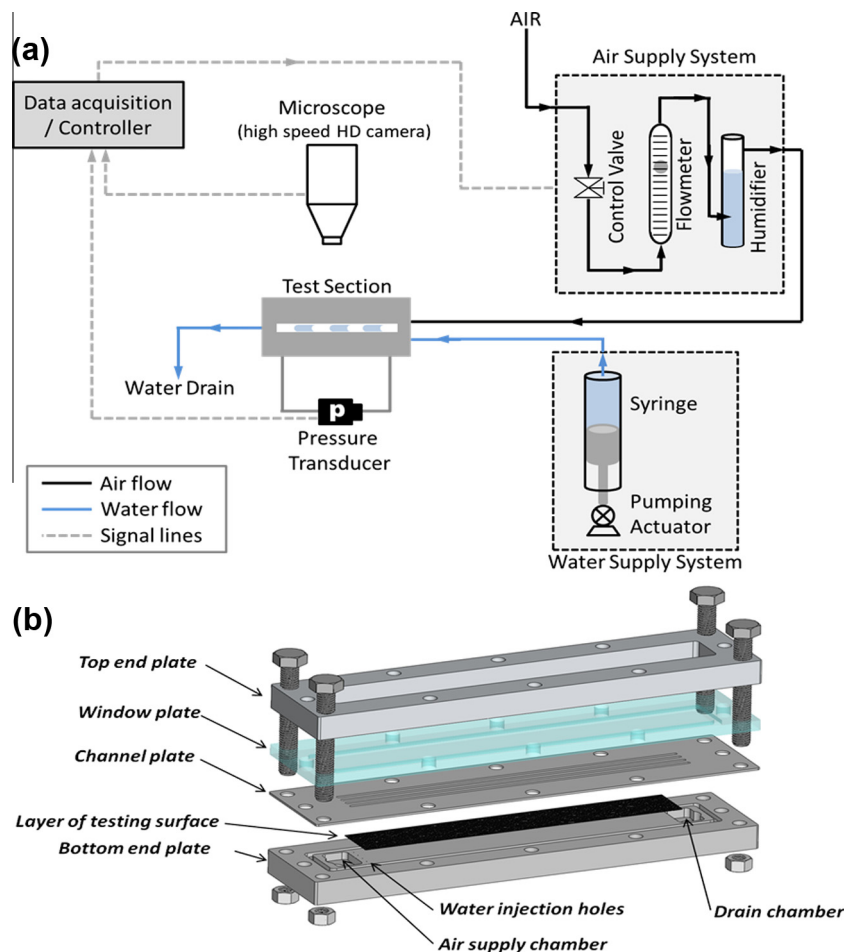 (a)
AIR
Air Supply System
Data acquisition
/ Controller
Microscope
(high speed HD camera)
Control Valve
Flowmeter
Humidifier
Test Section
Water Drain
p
Pressure
Transducer
Syringe
Pumping
Actuator
Water Supply System
Air flow
Water flow
Signal lines
(b)
Top end plate
Window plate
Channel plate
Layer of testing surface
Bottom end plate
Water injection holes
Air supply chamber
Drain chamber